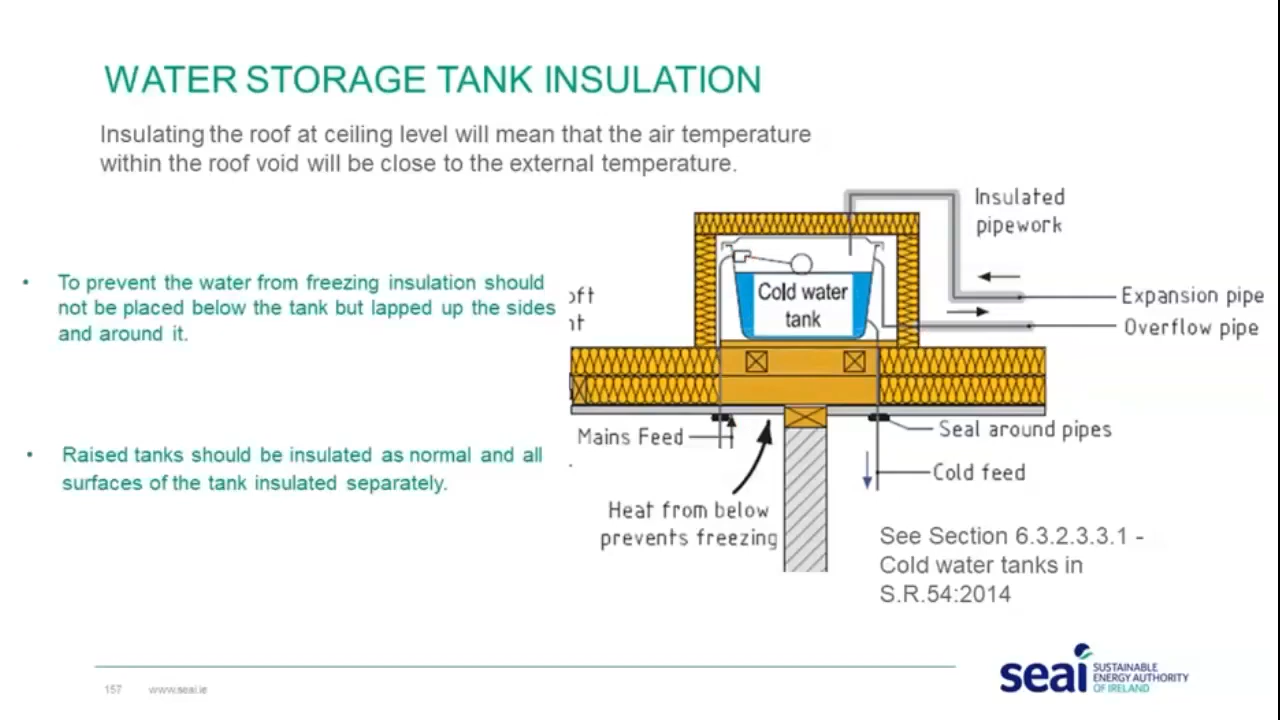 WATER STORAGE TANK INSULATION
Insulating the roof at ceiling level will mean that the air temperature
within the roof void will be close to the external temperature.
Insulated
pipework
• To prevent the water from freezing insulation should
not be placed below the tank but lapped up the sides
and around it.
Cold water
tank
Expansion pipe
Overflow pipe
Mains Feed
Seal around pipes
• Raised tanks should be insulated as normal and all
surfaces of the tank insulated separately.
Cold feed
Heat from below
prevents freezing
See Section 6.3.2.3.3.1 -
Cold water tanks in
S.R.54:2014
157 www.seai.ie
seai SUSTAINABLE
ENERGY AUTHORITY
OF IRELAND